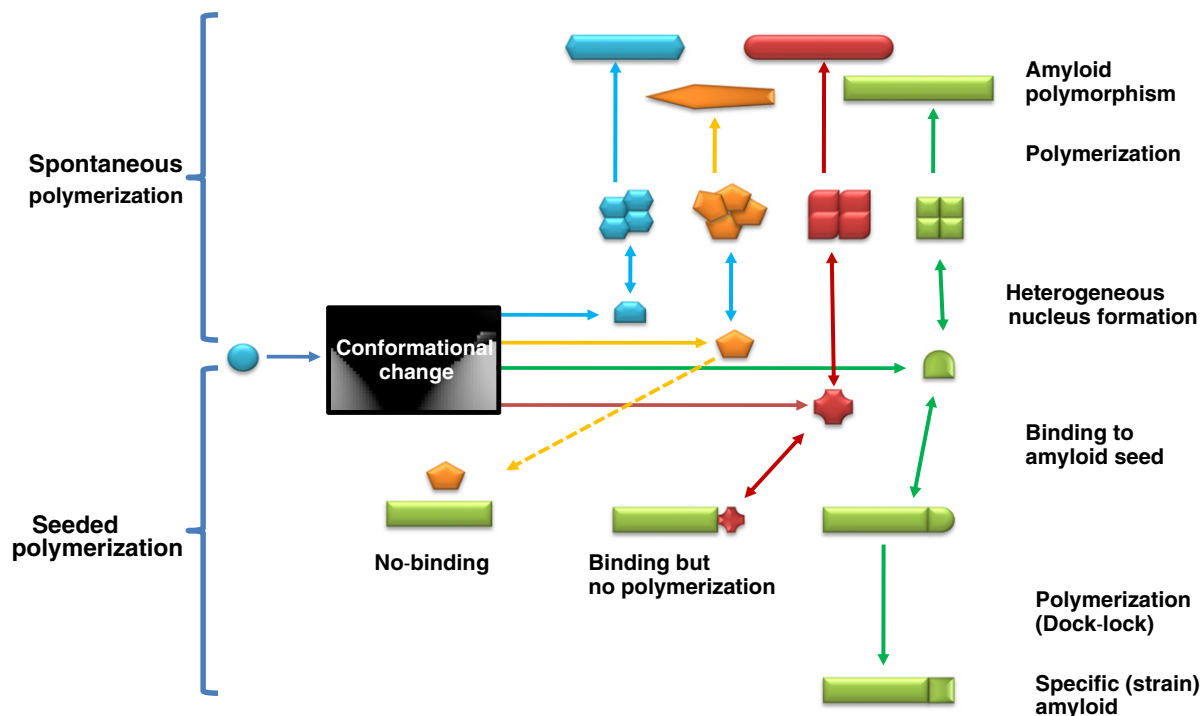 Amyloid
polymorphism
Spontaneous
polymerization
Polymerization
Heterogeneous
nucleus formation
Conformational
change
Binding to
amyloid seed
Seeded
polymerization
No-binding
Binding but
no polymerization
Polymerization
(Dock-lock)
Specific (strain)
amyloid